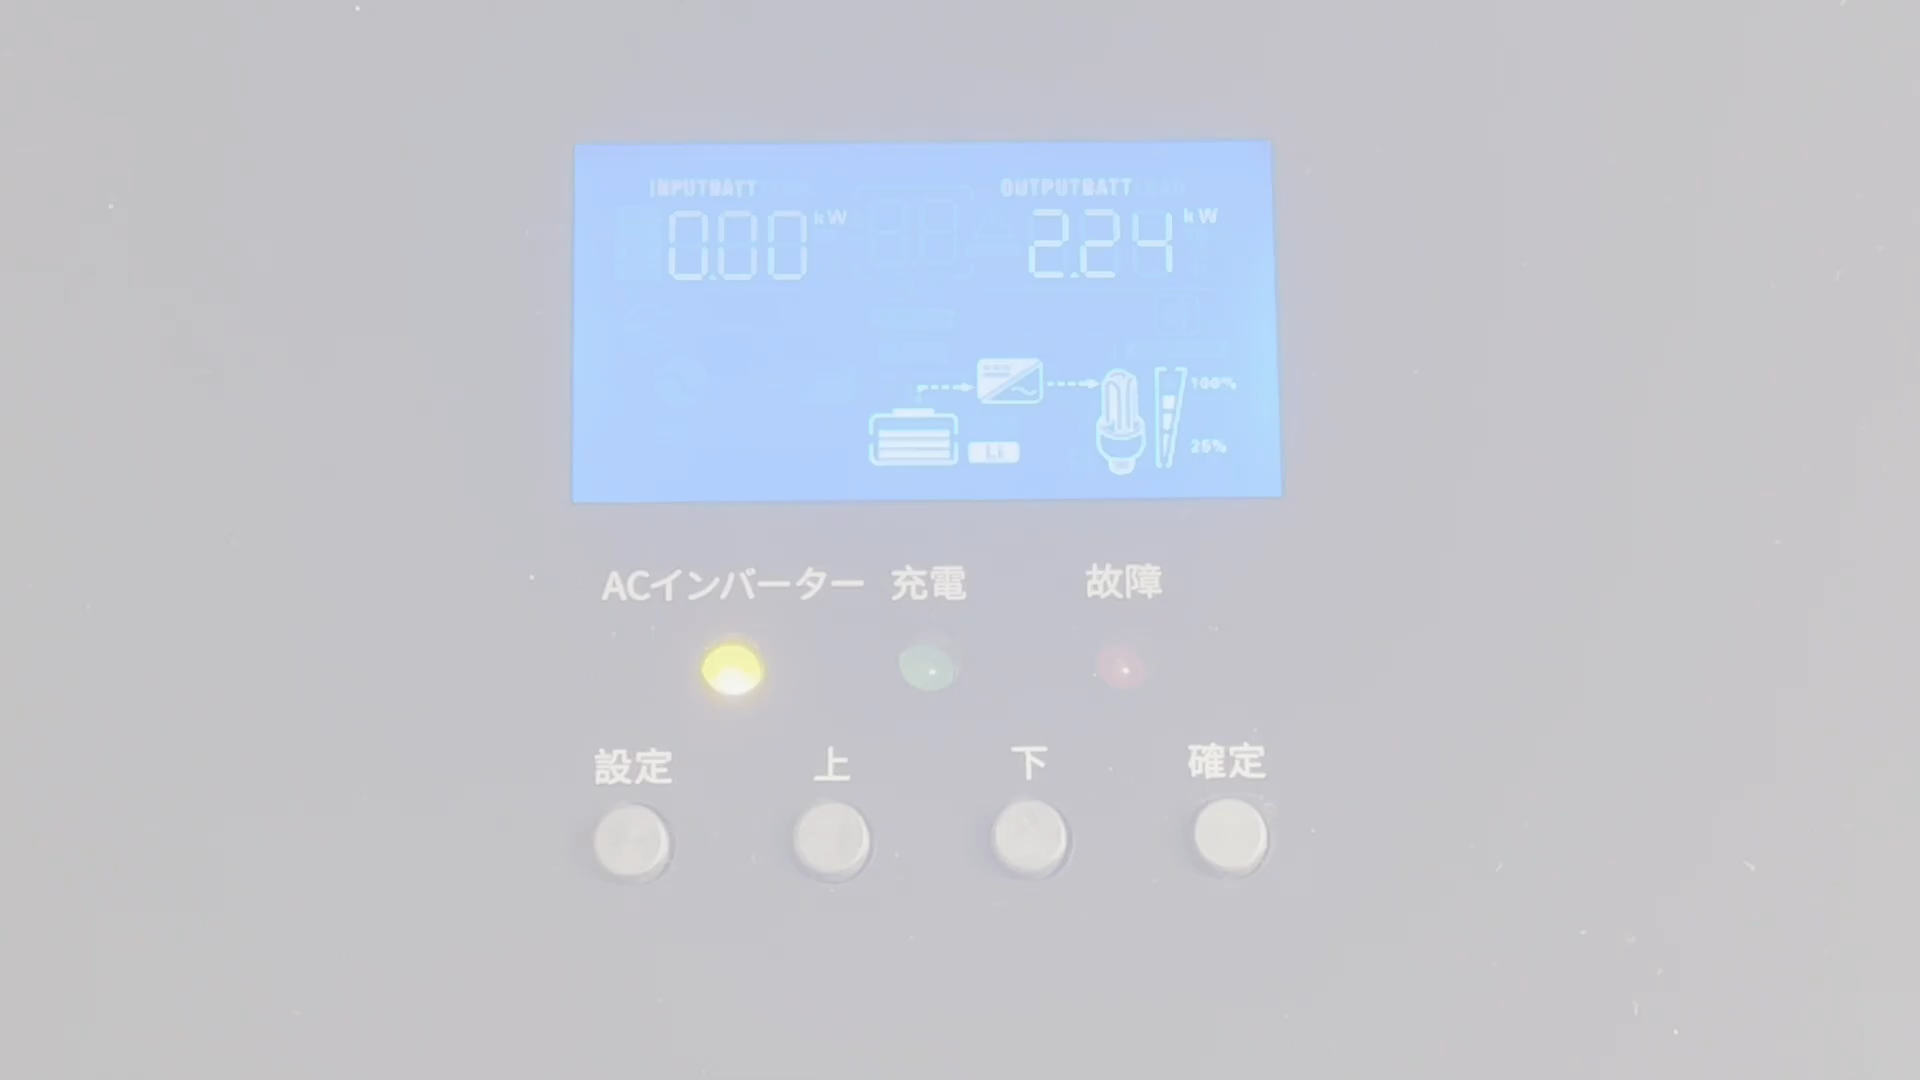 INPUTBATT OUTPUTBATT
0.00 kW 2.24 kW
100%
Li 25%
ACインバーター 充電 故障
設定 上 下 確定